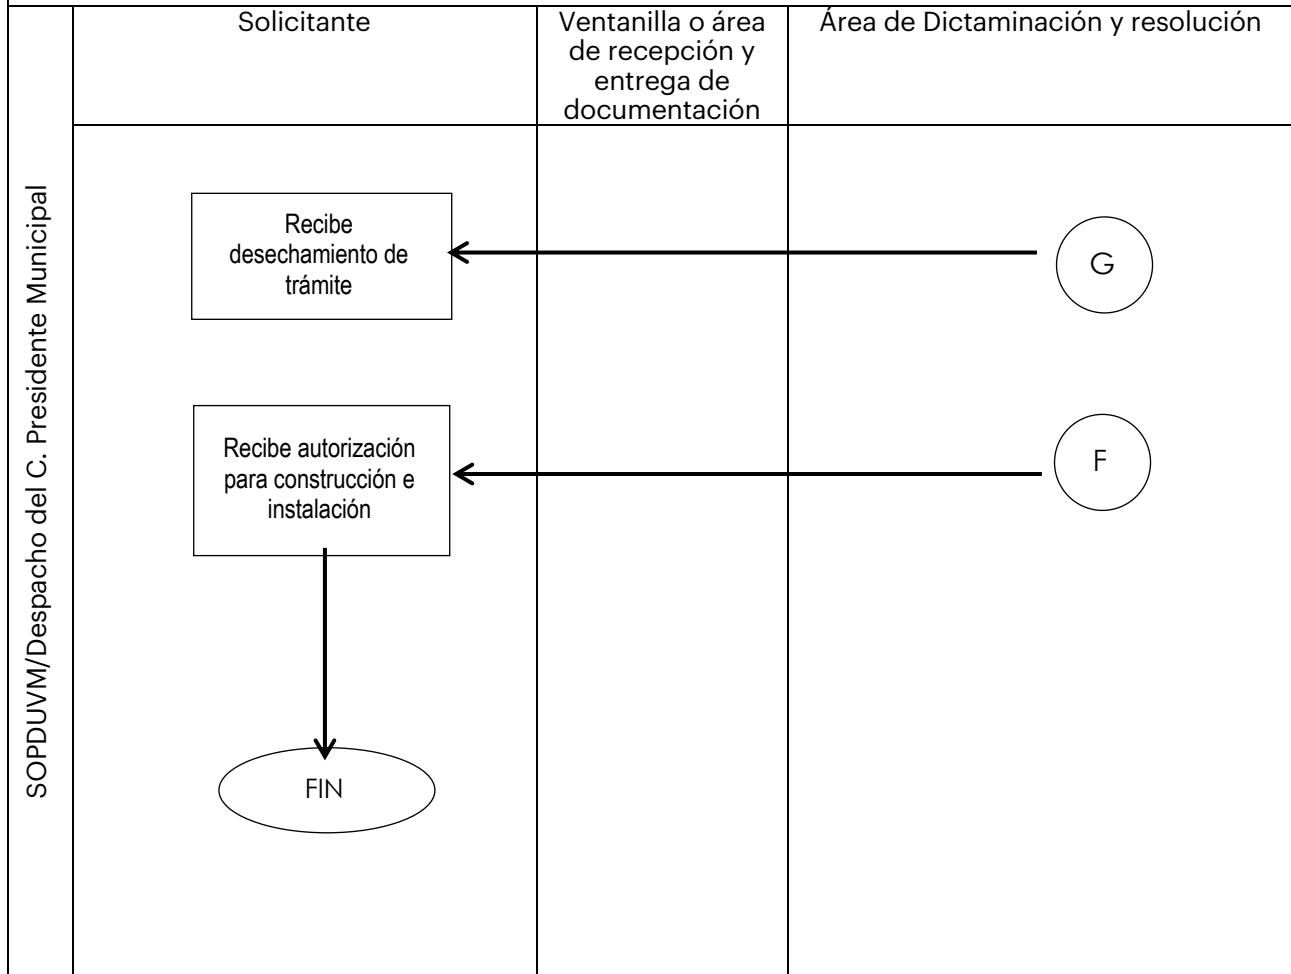 Solicitante
Ventanilla o área
de recepción y
entrega de
documentación
Área de Dictaminación y resolución
SOPDUVM/Despacho del C. Presidente Municipal
Recibe
desechamiento de
trámite
G
Recibe autorización
para construcción e
instalación
F
FIN